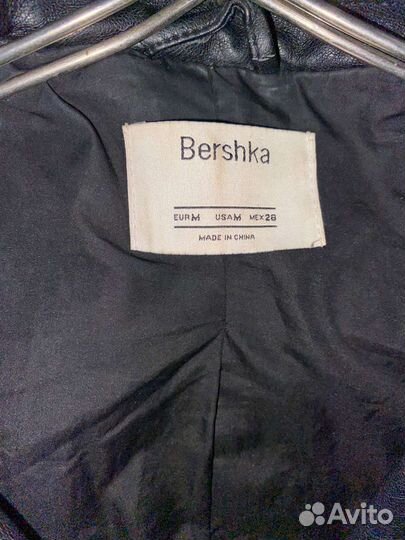 Bershka
EUR M USA M MEX 28
MADE IN CHINA
Avito